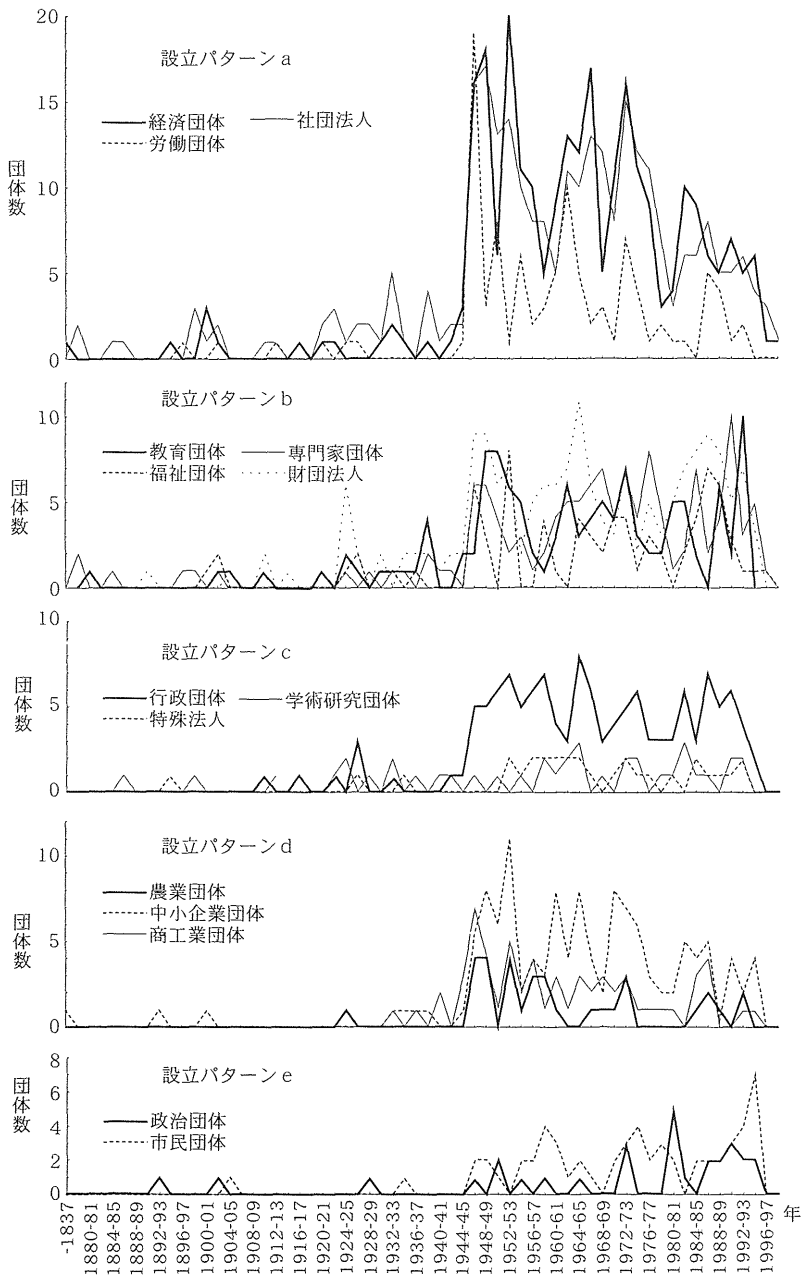 20
設立パターン a
15
経済団体 社団法人
労働団体
団体数
10
5
0
設立パターン b
10
教育団体 専門家団体
福祉団体 財団法人
団体数
5
0
10
設立パターン c
団体数
行政団体 学術研究団体
特殊法人
5
0
設立パターン d
10
農業団体
中小企業団体
商工業団体
団体数
5
0
8
設立パターン e
6
団体数
政治団体
市民団体
4
2
0
年
-1837
1880-81
1884-85
1888-89
1892-93
1896-97
1900-01
1904-05
1908-09
1912-13
1916-17
1920-21
1924-25
1928-29
1932-33
1936-37
1940-41
1944-45
1948-49
1952-53
1956-57
1960-61
1964-65
1968-69
1972-73
1976-77
1980-81
1984-85
1988-89
1992-93
1996-97